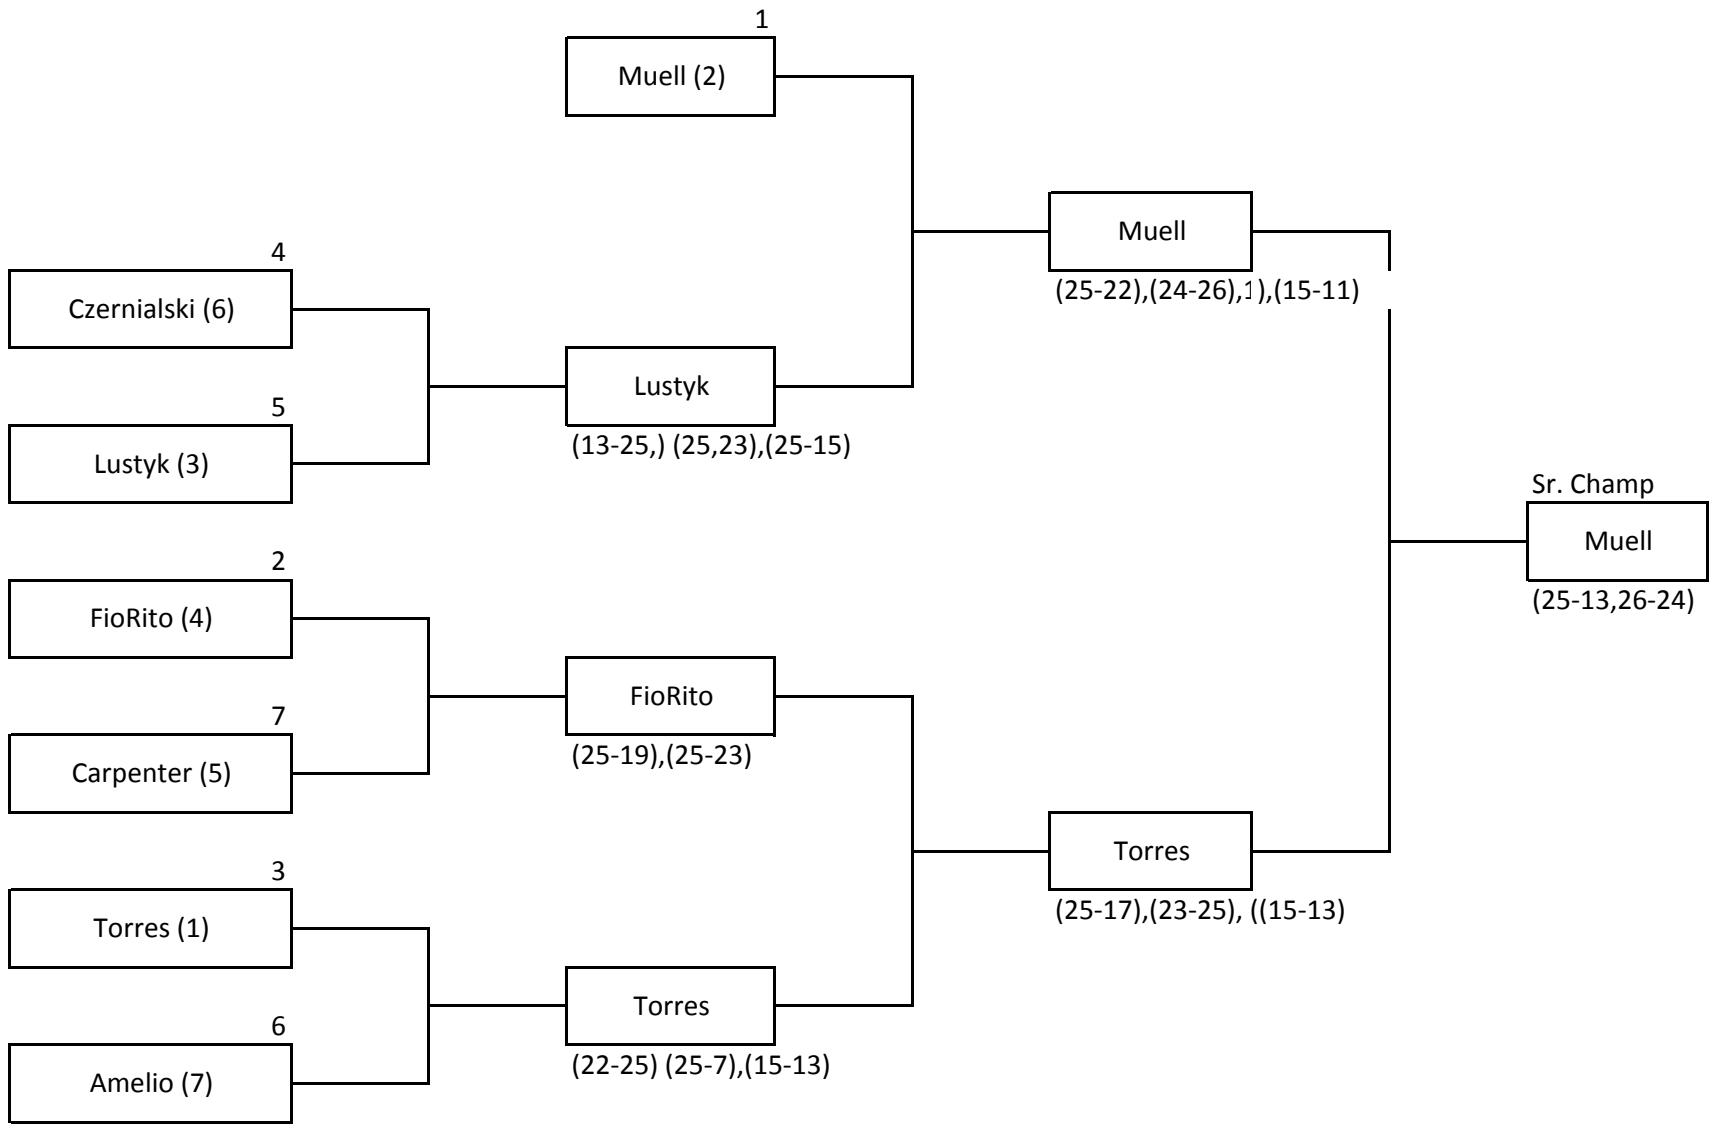 1
Muell (2)
Muell
(25-22),(24-26),1),(15-11)
4
Czernialski (6)
Lustyk
(13-25,) (25,23),(25-15)
5
Lustyk (3)
Sr. Champ
Muell
(25-13,26-24)
2
FioRito (4)
FioRito
(25-19),(25-23)
7
Carpenter (5)
Torres
(25-17),(23-25), ((15-13)
3
Torres (1)
Torres
(22-25) (25-7),(15-13)
6
Amelio (7)